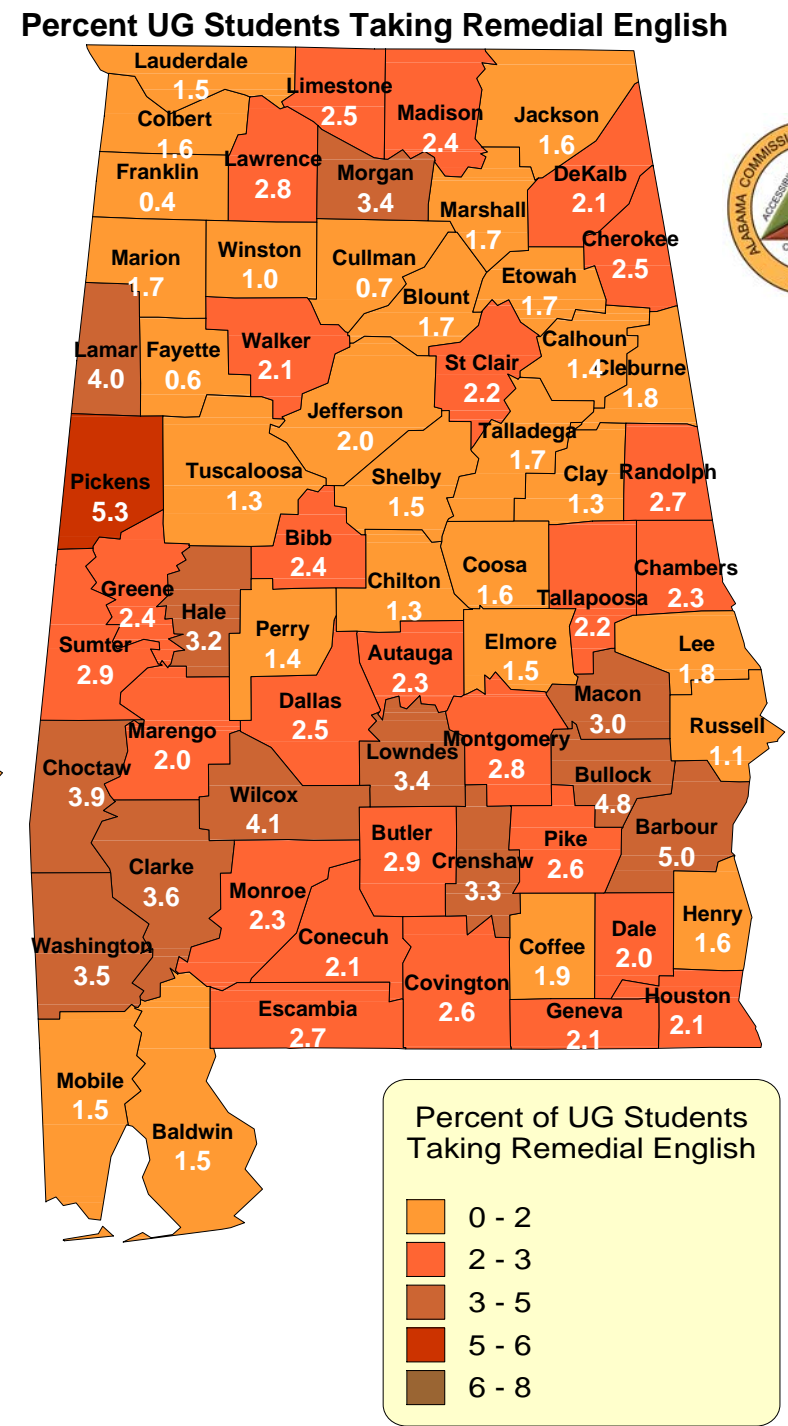 Percent UG Students Taking Remedial English
Lauderdale
1.5
Limestone
2.5
Madison
2.4
Jackson
1.6
Colbert
1.6
Franklin
0.4
Lawrence
2.8
Morgan
3.4
DeKalb
2.1
Marshall
1.7
Cherokee
2.5
Marion
1.7
Winston
1.0
Cullman
0.7
Blount
1.7
Etowah
1.7
Lamar
4.0
Fayette
0.6
Walker
2.1
St Clair
2.2
Calhoun
1.4
Cleburne
1.8
Jefferson
2.0
Talladega
1.7
Pickens
5.3
Tuscaloosa
1.3
Shelby
1.5
Clay
1.3
Randolph
2.7
Bibb
2.4
Greene
2.4
Hale
3.2
Chilton
1.3
Coosa
1.6
Tallapoosa
2.2
Chambers
2.3
Sumter
2.9
Perry
1.4
Autauga
2.3
Elmore
1.5
Lee
1.8
Dallas
2.5
Macon
3.0
Russell
1.1
Marengo
2.0
Choctaw
3.9
Lowndes
3.4
Montgomery
2.8
Bullock
4.8
Wilcox
4.1
Butler
2.9
Crenshaw
3.3
Pike
2.6
Barbour
5.0
Clarke
3.6
Monroe
2.3
Washington
3.5
Conecuh
2.1
Coffee
1.9
Dale
2.0
Henry
1.6
Covington
2.6
Escambia
2.7
Geneva
2.1
Houston
2.1
Mobile
1.5
Baldwin
1.5
ALABAMA
Percent of UG Students
Taking Remedial English
0 - 2
2 - 3
3 - 5
5 - 6
6 - 8